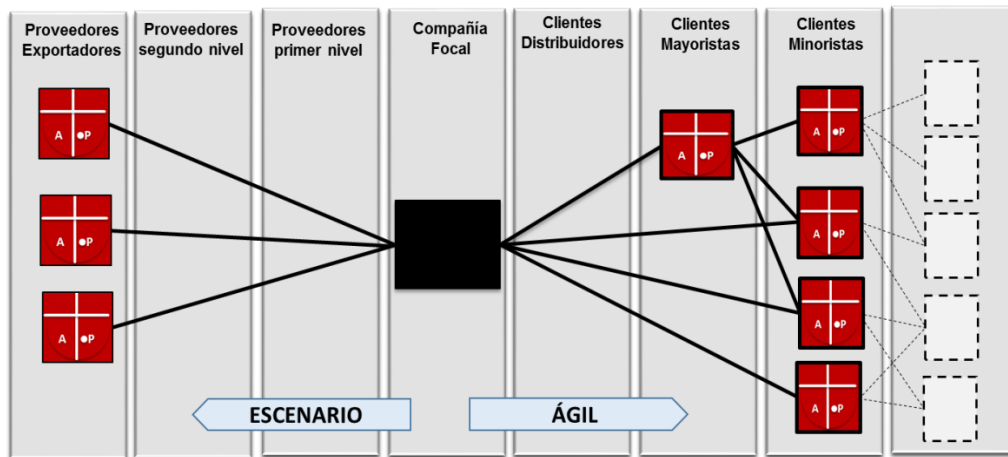 Proveedores
Exportadores
Proveedores
segundo nivel
Proveedores
primer nivel
Compañía
Focal
Clientes
Distribuidores
Clientes
Mayoristas
Clientes
Minoristas
A P
A P
A P
A P
A P
A P
A P
A P
ESCENARIO
ÁGIL